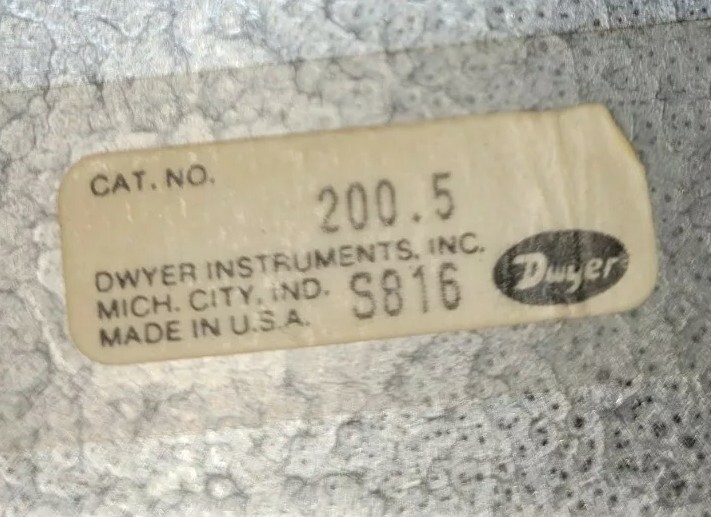 CAT. NO.
200.5
DWYER INSTRUMENTS, INC.
MICH. CITY, IND. S816
MADE IN U.S.A.
Dwyer